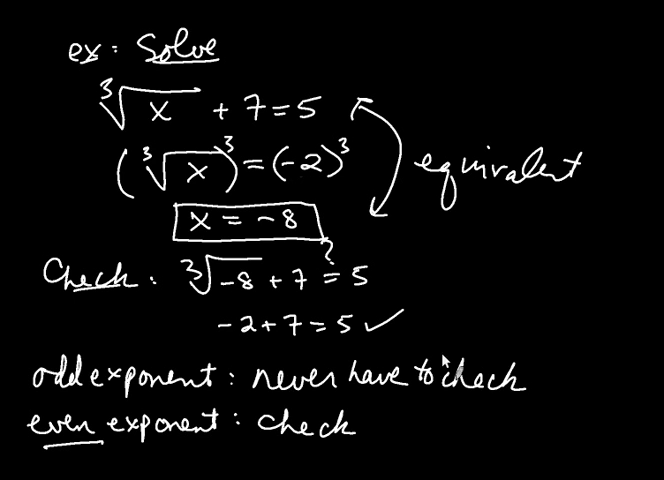 ex: Solve
∛x + 7 = 5
(∛x)³ = (-2)³
x = -8
equivalent
Check: ∛-8 + 7 ≟ 5
-2 + 7 = 5 ✓
odd exponent: never have to check
even exponent: check